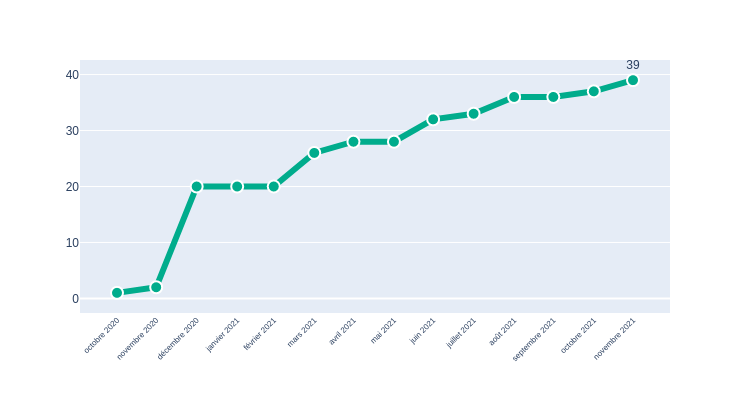 39
40
30
20
10
0
octobre 2020
novembre 2020
décembre 2020
janvier 2021
février 2021
mars 2021
avril 2021
mai 2021
juin 2021
juillet 2021
août 2021
septembre 2021
octobre 2021
novembre 2021